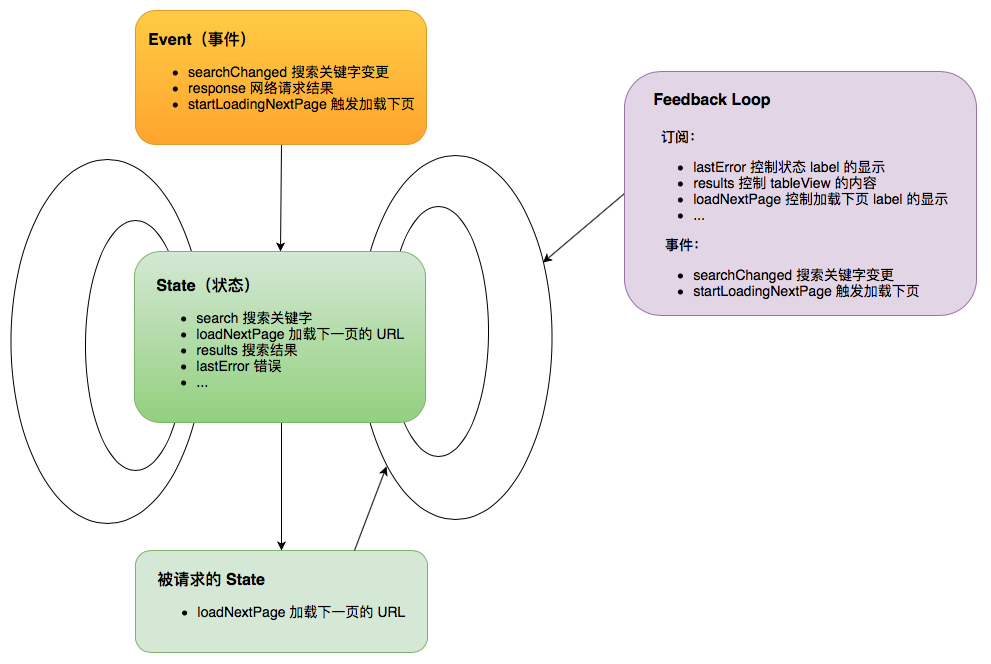 Event（事件）
• searchChanged 搜索关键字变更
• response 网络请求结果
• startLoadingNextPage 触发加载下页
Feedback Loop
订阅：
• lastError 控制状态 label 的显示
• results 控制 tableView 的内容
• loadNextPage 控制加载下页 label 的显示
• ...
事件：
• searchChanged 搜索关键字变更
• startLoadingNextPage 触发加载下页
State（状态）
• search 搜索关键字
• loadNextPage 加载下一页的 URL
• results 搜索结果
• lastError 错误
• ...
被请求的 State
• loadNextPage 加载下一页的 URL